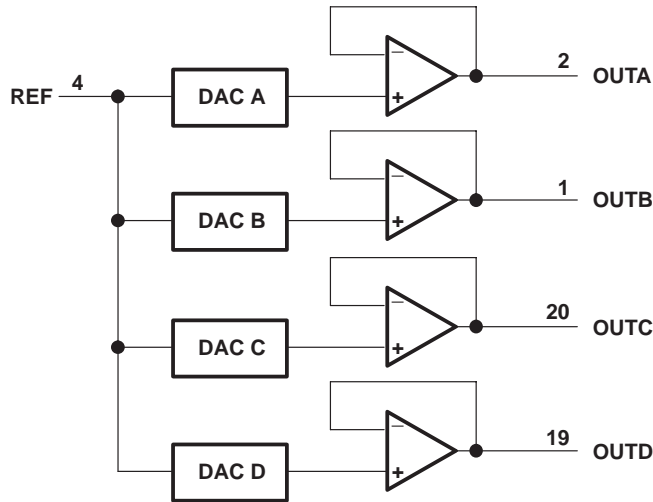 −
2 OUTA
REF 4 DAC A +
−
1 OUTB
DAC B +
−
20 OUTC
DAC C +
−
19 OUTD
DAC D +